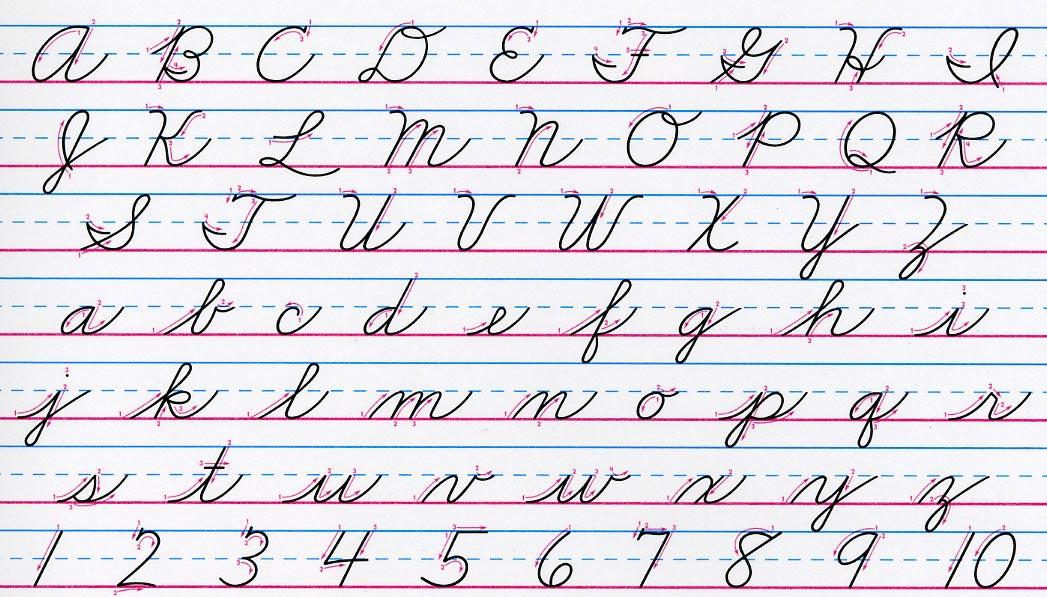 A B C D E F G H I
J K L M N O P Q R
S T U V W X Y Z
a b c d e f g h i
j k l m n o p q r
s t u v w x y z
1 2 3 4 5 6 7 8 9 10